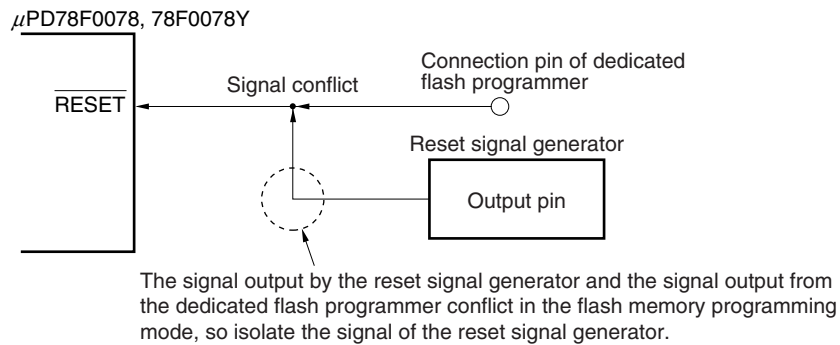 μPD78F0078, 78F0078Y
Connection pin of dedicated
flash programmer
Signal conflict
RESET
Reset signal generator
Output pin
The signal output by the reset signal generator and the signal output from
the dedicated flash programmer conflict in the flash memory programming
mode, so isolate the signal of the reset signal generator.